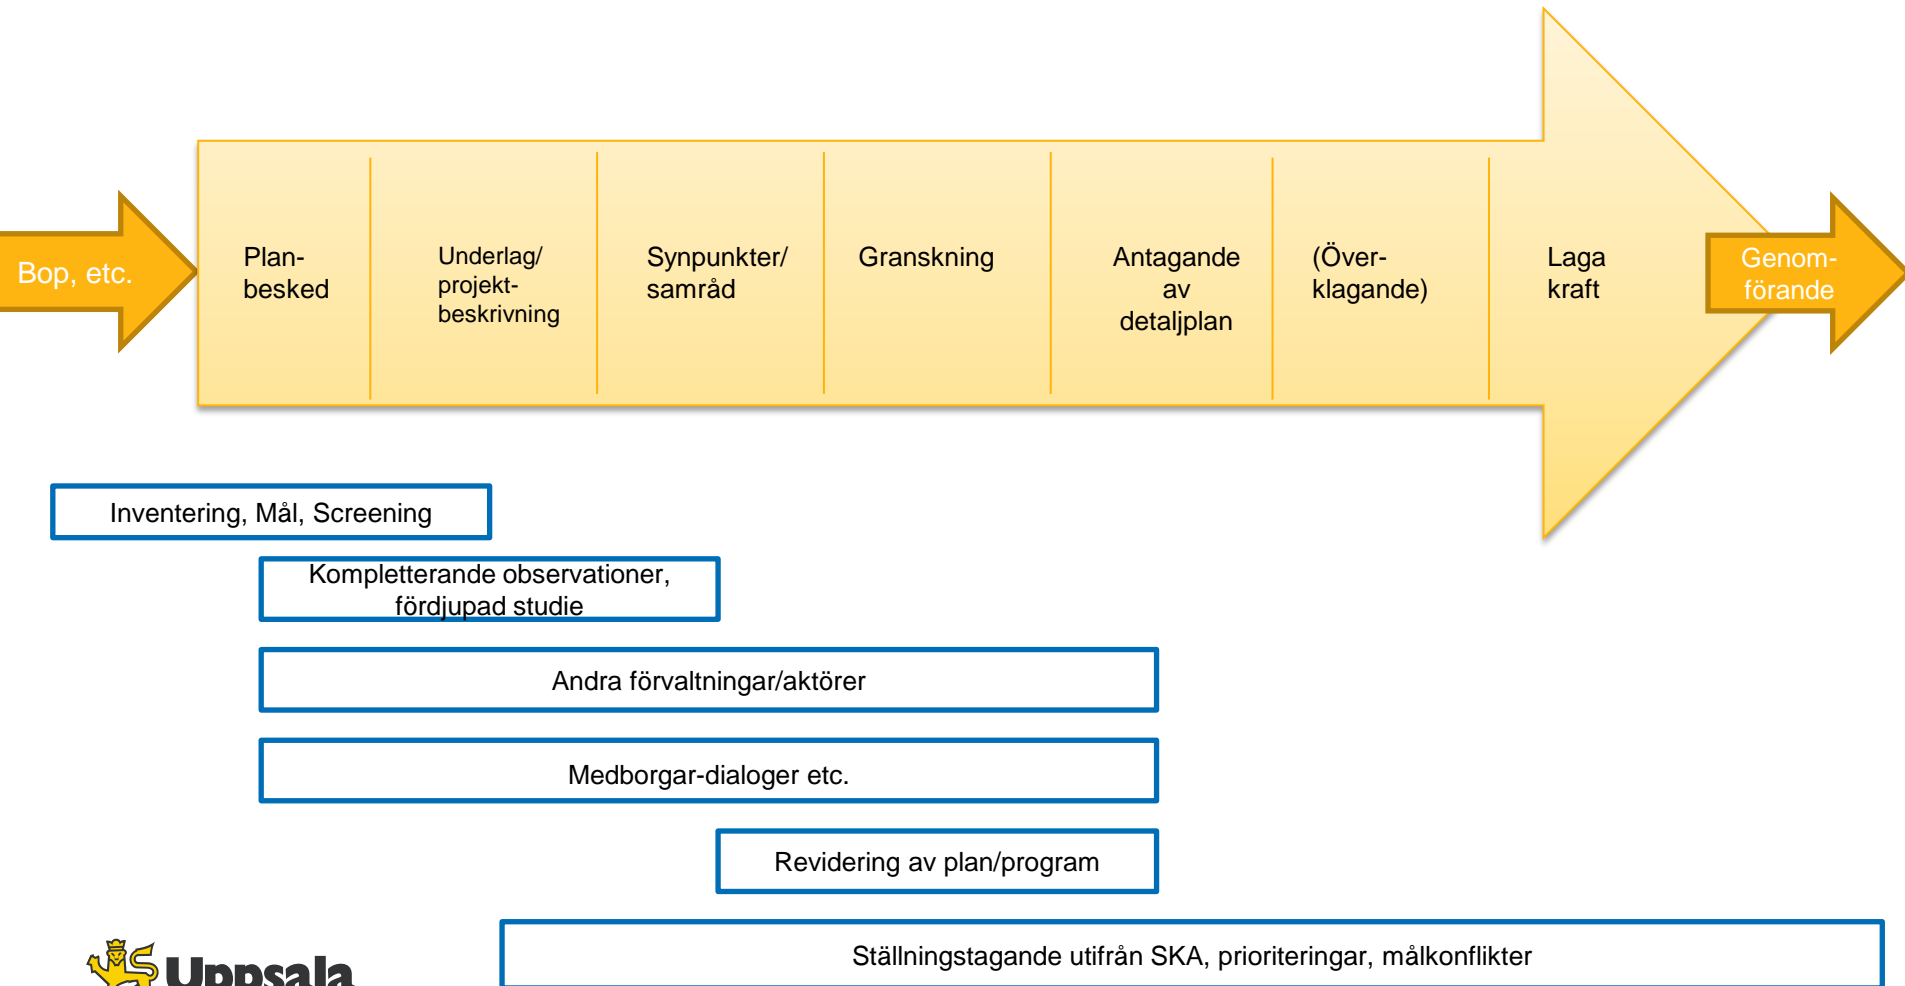 Bop, etc.
Plan-
besked
Underlag/
projekt-
beskrivning
Synpunkter/
samråd
Granskning
Antagande
av
detaljplan
(Över-
klagande)
Laga
kraft
Genom-
förande
Inventering, Mål, Screening
Kompletterande observationer,
fördjupad studie
Andra förvaltningar/aktörer
Medborgar-dialoger etc.
Revidering av plan/program
Ställningstagande utifrån SKA, prioriteringar, målkonflikter
Uppsala